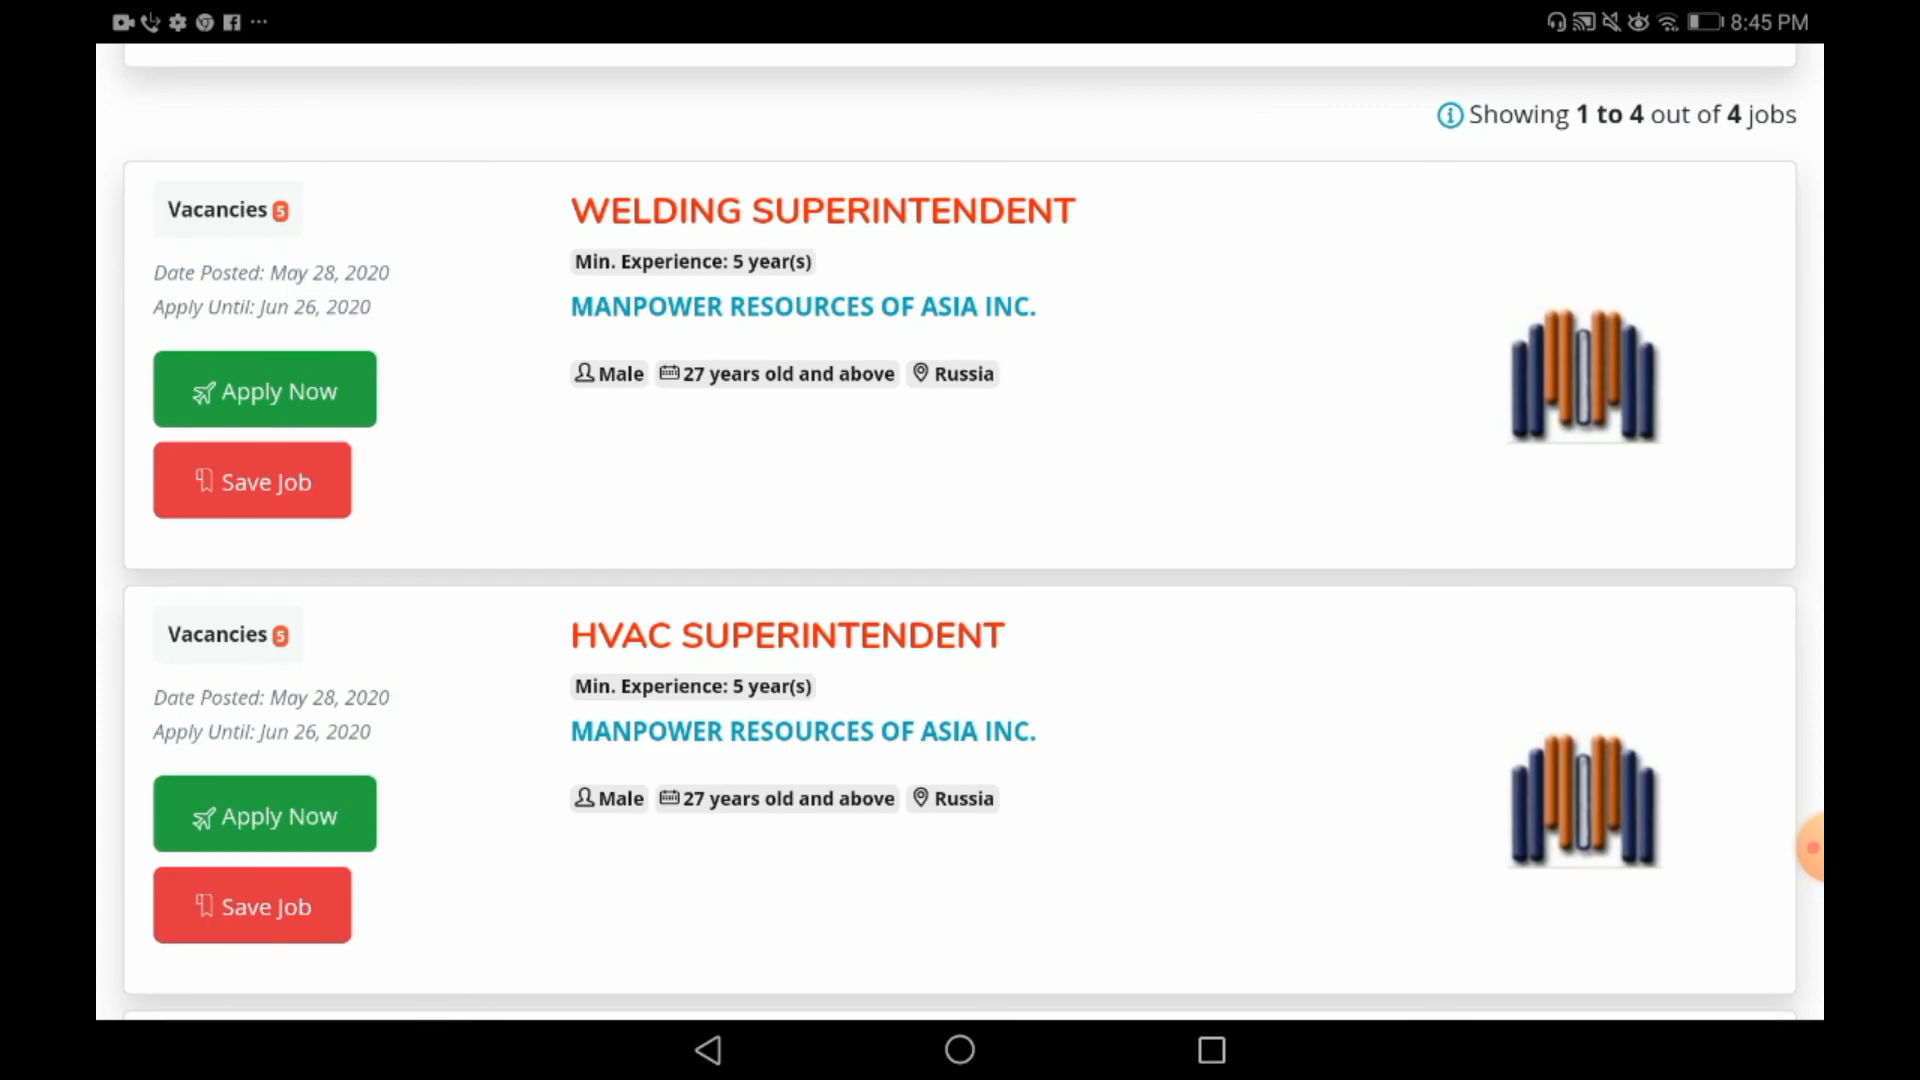 8:45 PM
Showing 1 to 4 out of 4 jobs
Vacancies 5
Date Posted: May 28, 2020
Apply Until: Jun 26, 2020
Apply Now
Save Job
WELDING SUPERINTENDENT
Min. Experience: 5 year(s)
MANPOWER RESOURCES OF ASIA INC.
Male 27 years old and above Russia
Vacancies 5
Date Posted: May 28, 2020
Apply Until: Jun 26, 2020
Apply Now
Save Job
HVAC SUPERINTENDENT
Min. Experience: 5 year(s)
MANPOWER RESOURCES OF ASIA INC.
Male 27 years old and above Russia